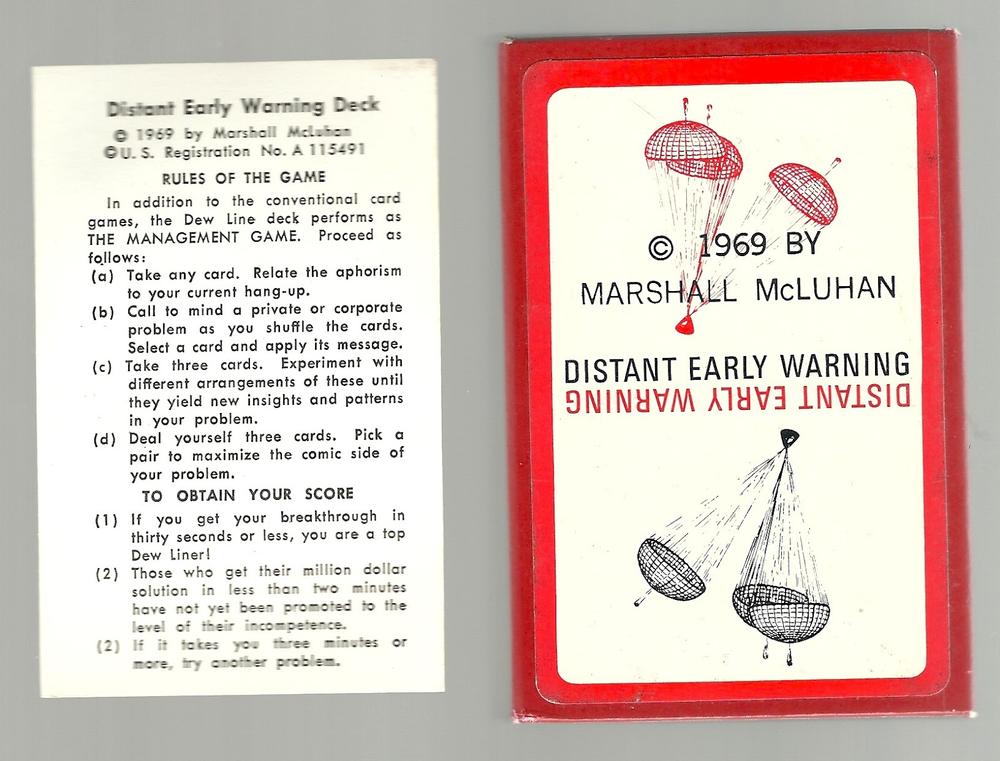 Distant Early Warning Deck
© 1969 by Marshall McLuhan
©U. S. Registration No. A 115491
RULES OF THE GAME
In addition to the conventional card
games, the Dew Line deck performs as
THE MANAGEMENT GAME. Proceed as
follows:
(a) Take any card. Relate the aphorism
to your current hang-up.
(b) Call to mind a private or corporate
problem as you shuffle the cards.
Select a card and apply its message.
(c) Take three cards. Experiment with
different arrangements of these until
they yield new insights and patterns
in your problem.
(d) Deal yourself three cards. Pick a
pair to maximize the comic side of
your problem.
TO OBTAIN YOUR SCORE
(1) If you get your breakthrough in
thirty seconds or less, you are a top
Dew Liner!
(2) Those who get their million dollar
solution in less than two minutes
have not yet been promoted to the
level of their incompetence.
(2) If it takes you three minutes or
more, try another problem.
© 1969 BY
MARSHALL McLUHAN
DISTANT EARLY WARNING
DISTANT EARLY WARNING